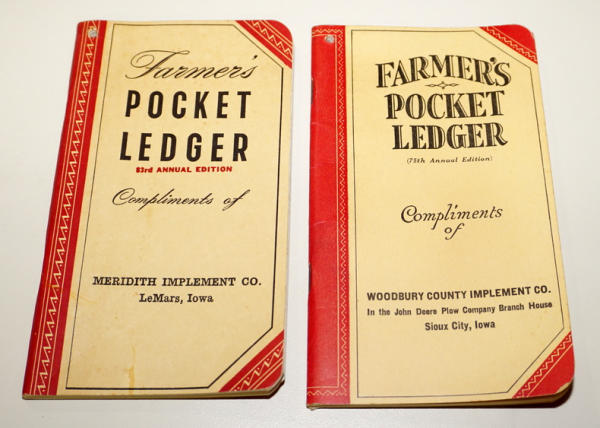 Farmer's
POCKET
LEDGER
83rd ANNUAL EDITION
Compliments of
MERIDITH IMPLEMENT CO.
LeMars, Iowa
FARMER'S
POCKET
LEDGER
(75th Annual Edition)
Compliments
of
WOODBURY COUNTY IMPLEMENT CO.
In the John Deere Plow Company Branch House
Sioux City, Iowa